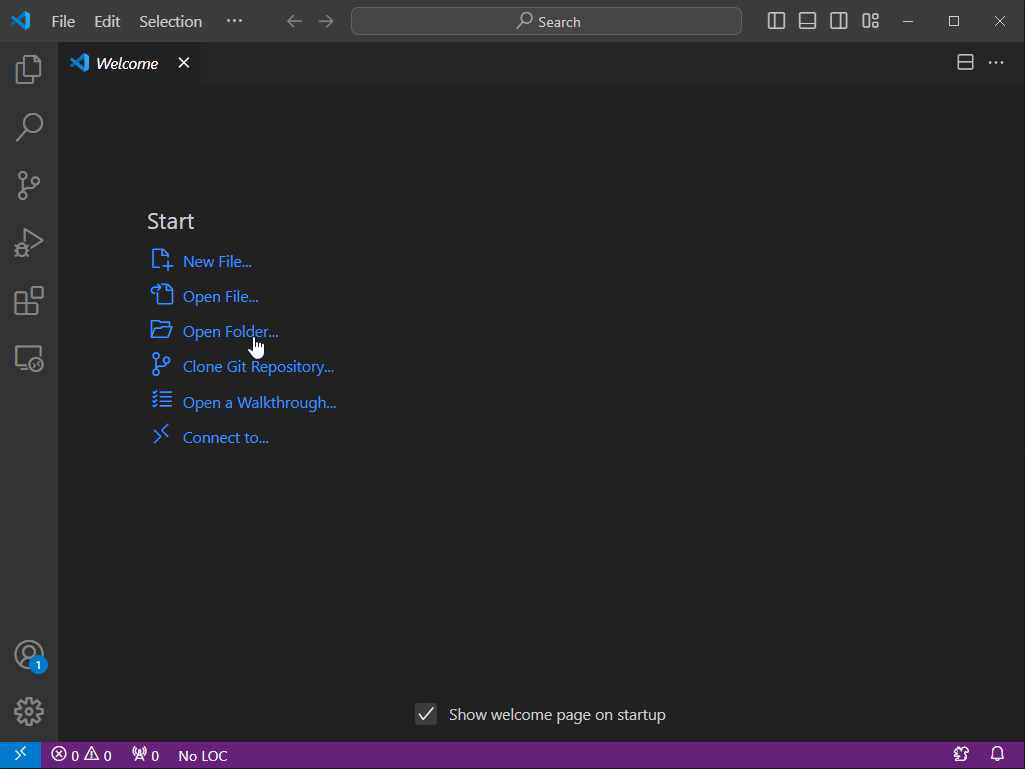 File Edit Selection ··· Search
Welcome
Start
New File...
Open File...
Open Folder...
Clone Git Repository...
Open a Walkthrough...
Connect to...
1
Show welcome page on startup
0 0 0 No LOC